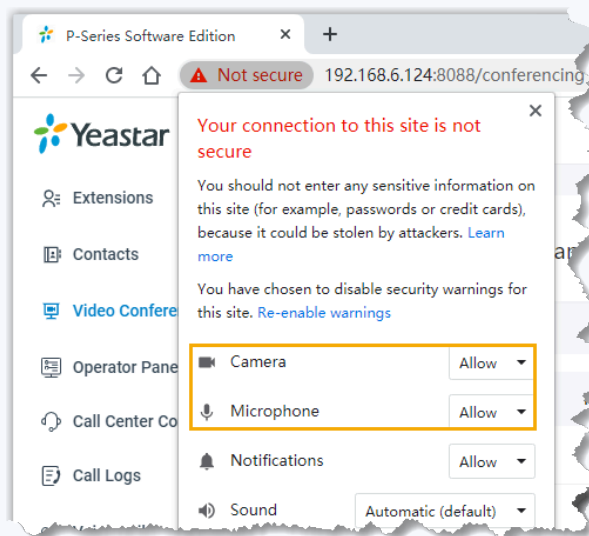 P-Series Software Edition
Not secure 192.168.6.124:8088/conferencing
Yeastar
Your connection to this site is not
secure
You should not enter any sensitive information on
this site (for example, passwords or credit cards),
because it could be stolen by attackers. Learn
more
You have chosen to disable security warnings for
this site. Re-enable warnings
Extensions
Contacts
Video Confere
Operator Pane
Call Center Co
Call Logs
Camera Allow
Microphone Allow
Notifications Allow
Sound Automatic (default)